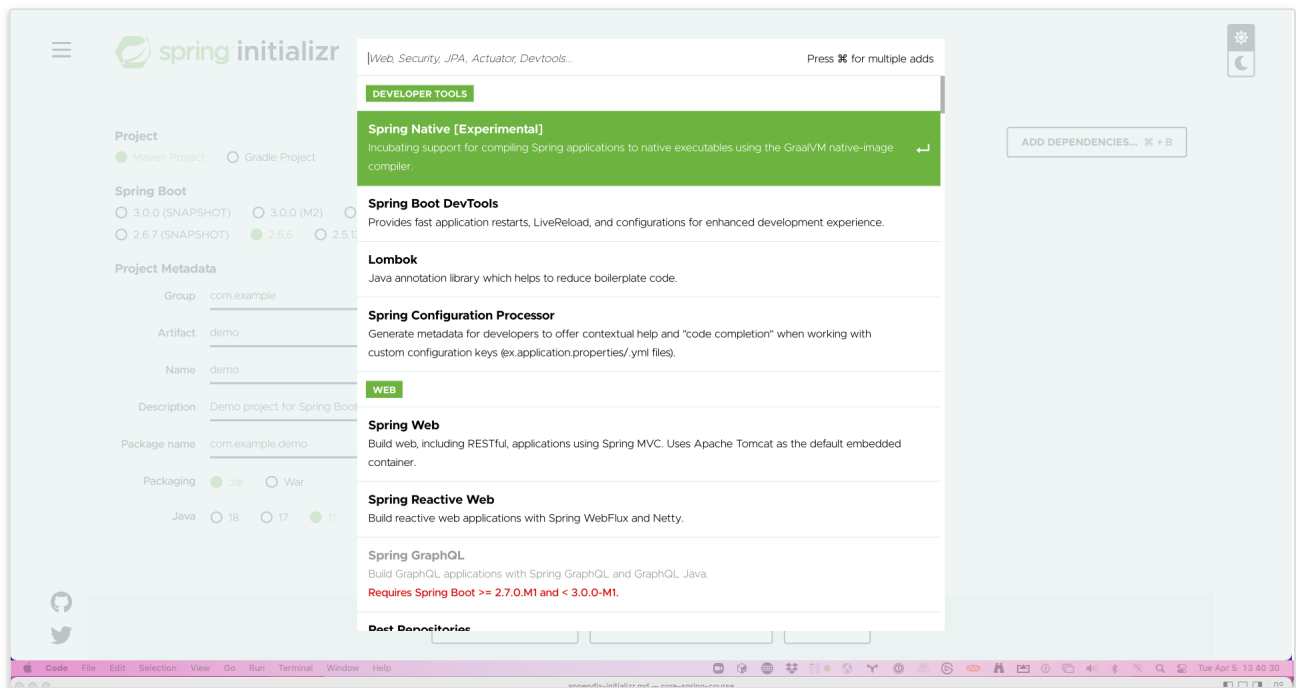 spring initializr
Web, Security, JPA, Actuator, Devtools...
Press ⌘ for multiple adds
DEVELOPER TOOLS
Spring Native [Experimental]
Incubating support for compiling Spring applications to native executables using the GraalVM native-image
compiler.
Spring Boot DevTools
Provides fast application restarts, LiveReload, and configurations for enhanced development experience.
Lombok
Java annotation library which helps to reduce boilerplate code.
Spring Configuration Processor
Generate metadata for developers to offer contextual help and "code completion" when working with
custom configuration keys (ex.application.properties/.yml files).
WEB
Spring Web
Build web, including RESTful, applications using Spring MVC. Uses Apache Tomcat as the default embedded
container.
Spring Reactive Web
Build reactive web applications with Spring WebFlux and Netty.
Spring GraphQL
Build GraphQL applications with Spring GraphQL and GraphQL Java.
Requires Spring Boot >= 2.7.0.M1 and < 3.0.0-M1.
Rest Repositories
Project
Maven Project Gradle Project
Spring Boot
3.0.0 (SNAPSHOT) 3.0.0 (M2)
2.6.7 (SNAPSHOT) 2.6.6
Project Metadata
Group com.example
Artifact demo
Name demo
Description Demo project for Spring Boot
Package name com.example.demo
Packaging Jar War
Java 18 17 11
ADD DEPENDENCIES... ⌘ + B
Code File Edit Selection View Go Run Terminal Window Help
Tue Apr 5 13 40 30
appendix-initializr.md — core-spring-course